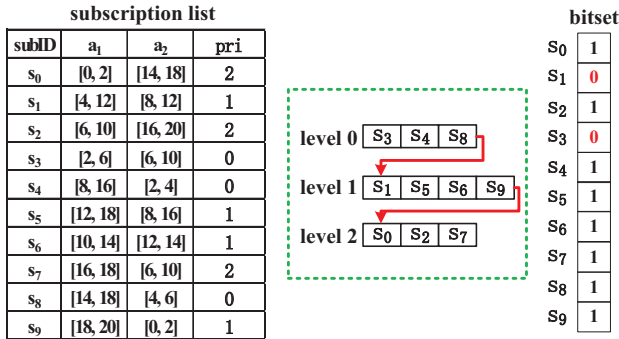 subscription list
subID a1 a2 pri
s0 [0, 2] [14, 18] 2
s1 [4, 12] [8, 12] 1
s2 [6, 10] [16, 20] 2
s3 [2, 6] [6, 10] 0
s4 [8, 16] [2, 4] 0
s5 [12, 18] [8, 16] 1
s6 [10, 14] [12, 14] 1
s7 [16, 18] [6, 10] 2
s8 [14, 18] [4, 6] 0
s9 [18, 20] [0, 2] 1
level 0 S3 S4 S8
level 1 S1 S5 S6 S9
level 2 S0 S2 S7
bitset
S0 1
S1 0
S2 1
S3 0
S4 1
S5 1
S6 1
S7 1
S8 1
S9 1